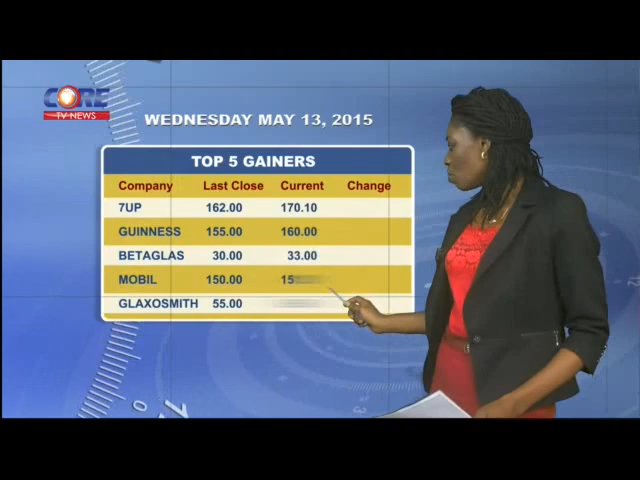 CORE
TV NEWS
WEDNESDAY MAY 13, 2015
TOP 5 GAINERS
Company Last Close Current Change
7UP 162.00 170.10
GUINNESS 155.00 160.00
BETAGLAS 30.00 33.00
MOBIL 150.00
GLAXOSMITH 55.00